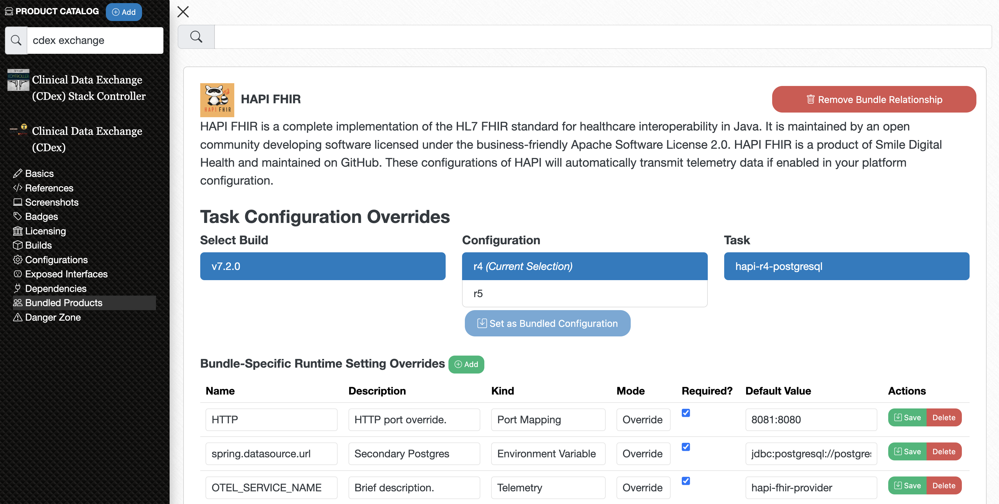 PRODUCT CATALOG
Add
cdex exchange
SKYCAPP
CONTROLLER
Clinical Data Exchange
(CDex) Stack Controller
Clinical Data Exchange
(CDex)
Basics
References
Screenshots
Badges
Licensing
Builds
Configurations
Exposed Interfaces
Dependencies
Bundled Products
Danger Zone
HAPI FHIR
HAPI FHIR
Remove Bundle Relationship
HAPI FHIR is a complete implementation of the HL7 FHIR standard for healthcare interoperability in Java. It is maintained by an open
community developing software licensed under the business-friendly Apache Software License 2.0. HAPI FHIR is a product of Smile Digital
Health and maintained on GitHub. These configurations of HAPI will automatically transmit telemetry data if enabled in your platform
configuration.
Task Configuration Overrides
Select Build
Configuration
Task
v7.2.0
r4 (Current Selection)
hapi-r4-postgresql
r5
Set as Bundled Configuration
Bundle-Specific Runtime Setting Overrides
Add
Name Description Kind Mode Required? Default Value Actions
HTTP HTTP port override. Port Mapping Override 8081:8080 Save Delete
spring.datasource.url Secondary Postgres Environment Variable Override jdbc:postgresql://postgres Save Delete
OTEL_SERVICE_NAME Brief description. Telemetry Override hapi-fhir-provider Save Delete